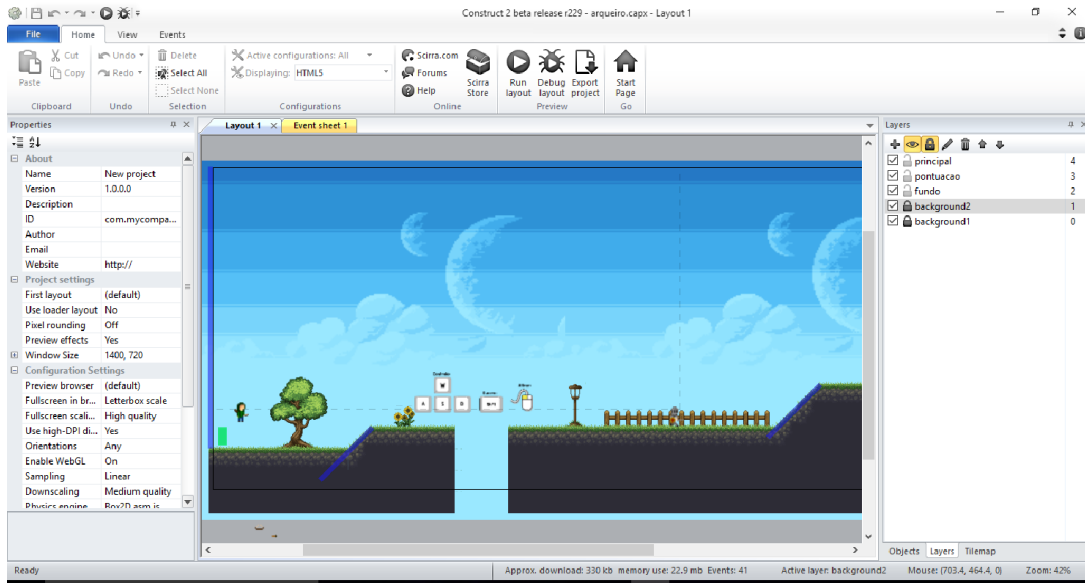 Construct 2 beta release r229 - arqueiro.capx - Layout 1
File Home View Events
Paste Cut Copy
Undo Redo
Delete Select All Select None
Active configurations: All
Displaying: HTML5
Scirra.com Forums Help
Scirra Store
Run layout Debug layout Export project
Start Page
Clipboard Undo Selection Configurations Online Preview Go
Properties
Layout 1 Event sheet 1
Layers
About
Name New project
Version 1.0.0.0
Description
ID com.mycompa...
Author
Email
Website http://
Project settings
First layout (default)
Use loader layout No
Pixel rounding Off
Preview effects Yes
Window Size 1400, 720
Configuration Settings
Preview browser (default)
Fullscreen in br... Letterbox scale
Fullscreen scali... High quality
Use high-DPI di... Yes
Orientations Any
Enable WebGL On
Sampling Linear
Downscaling Medium quality
Physics engine Box2D asm.js
W
A S D
principal 4
pontuacao 3
fundo 2
background2 1
background1 0
Objects Layers Tilemap
Ready
Approx. download: 330 kb memory use: 22.9 mb Events: 41
Active layer: background2
Mouse: (703.4, 464.4, 0)
Zoom: 42%